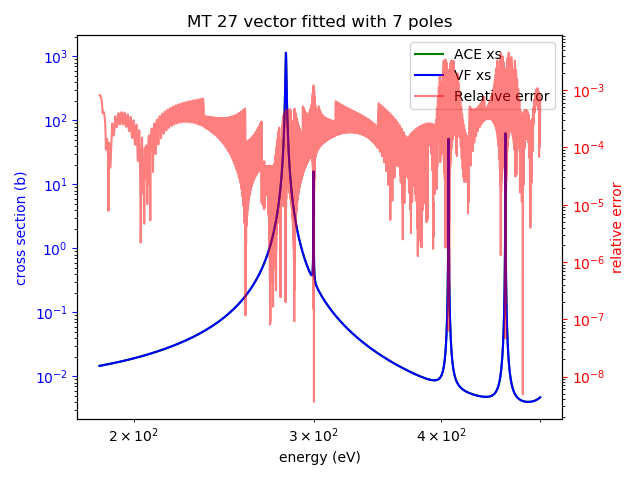 MT 27 vector fitted with 7 poles
ACE xs
VF xs
Relative error
cross section (b)
10³
10²
10¹
10⁰
10⁻¹
10⁻²
10⁻³
10⁻⁴
10⁻⁵
10⁻⁶
10⁻⁷
10⁻⁸
relative error
2 × 10²
3 × 10²
4 × 10²
energy (eV)